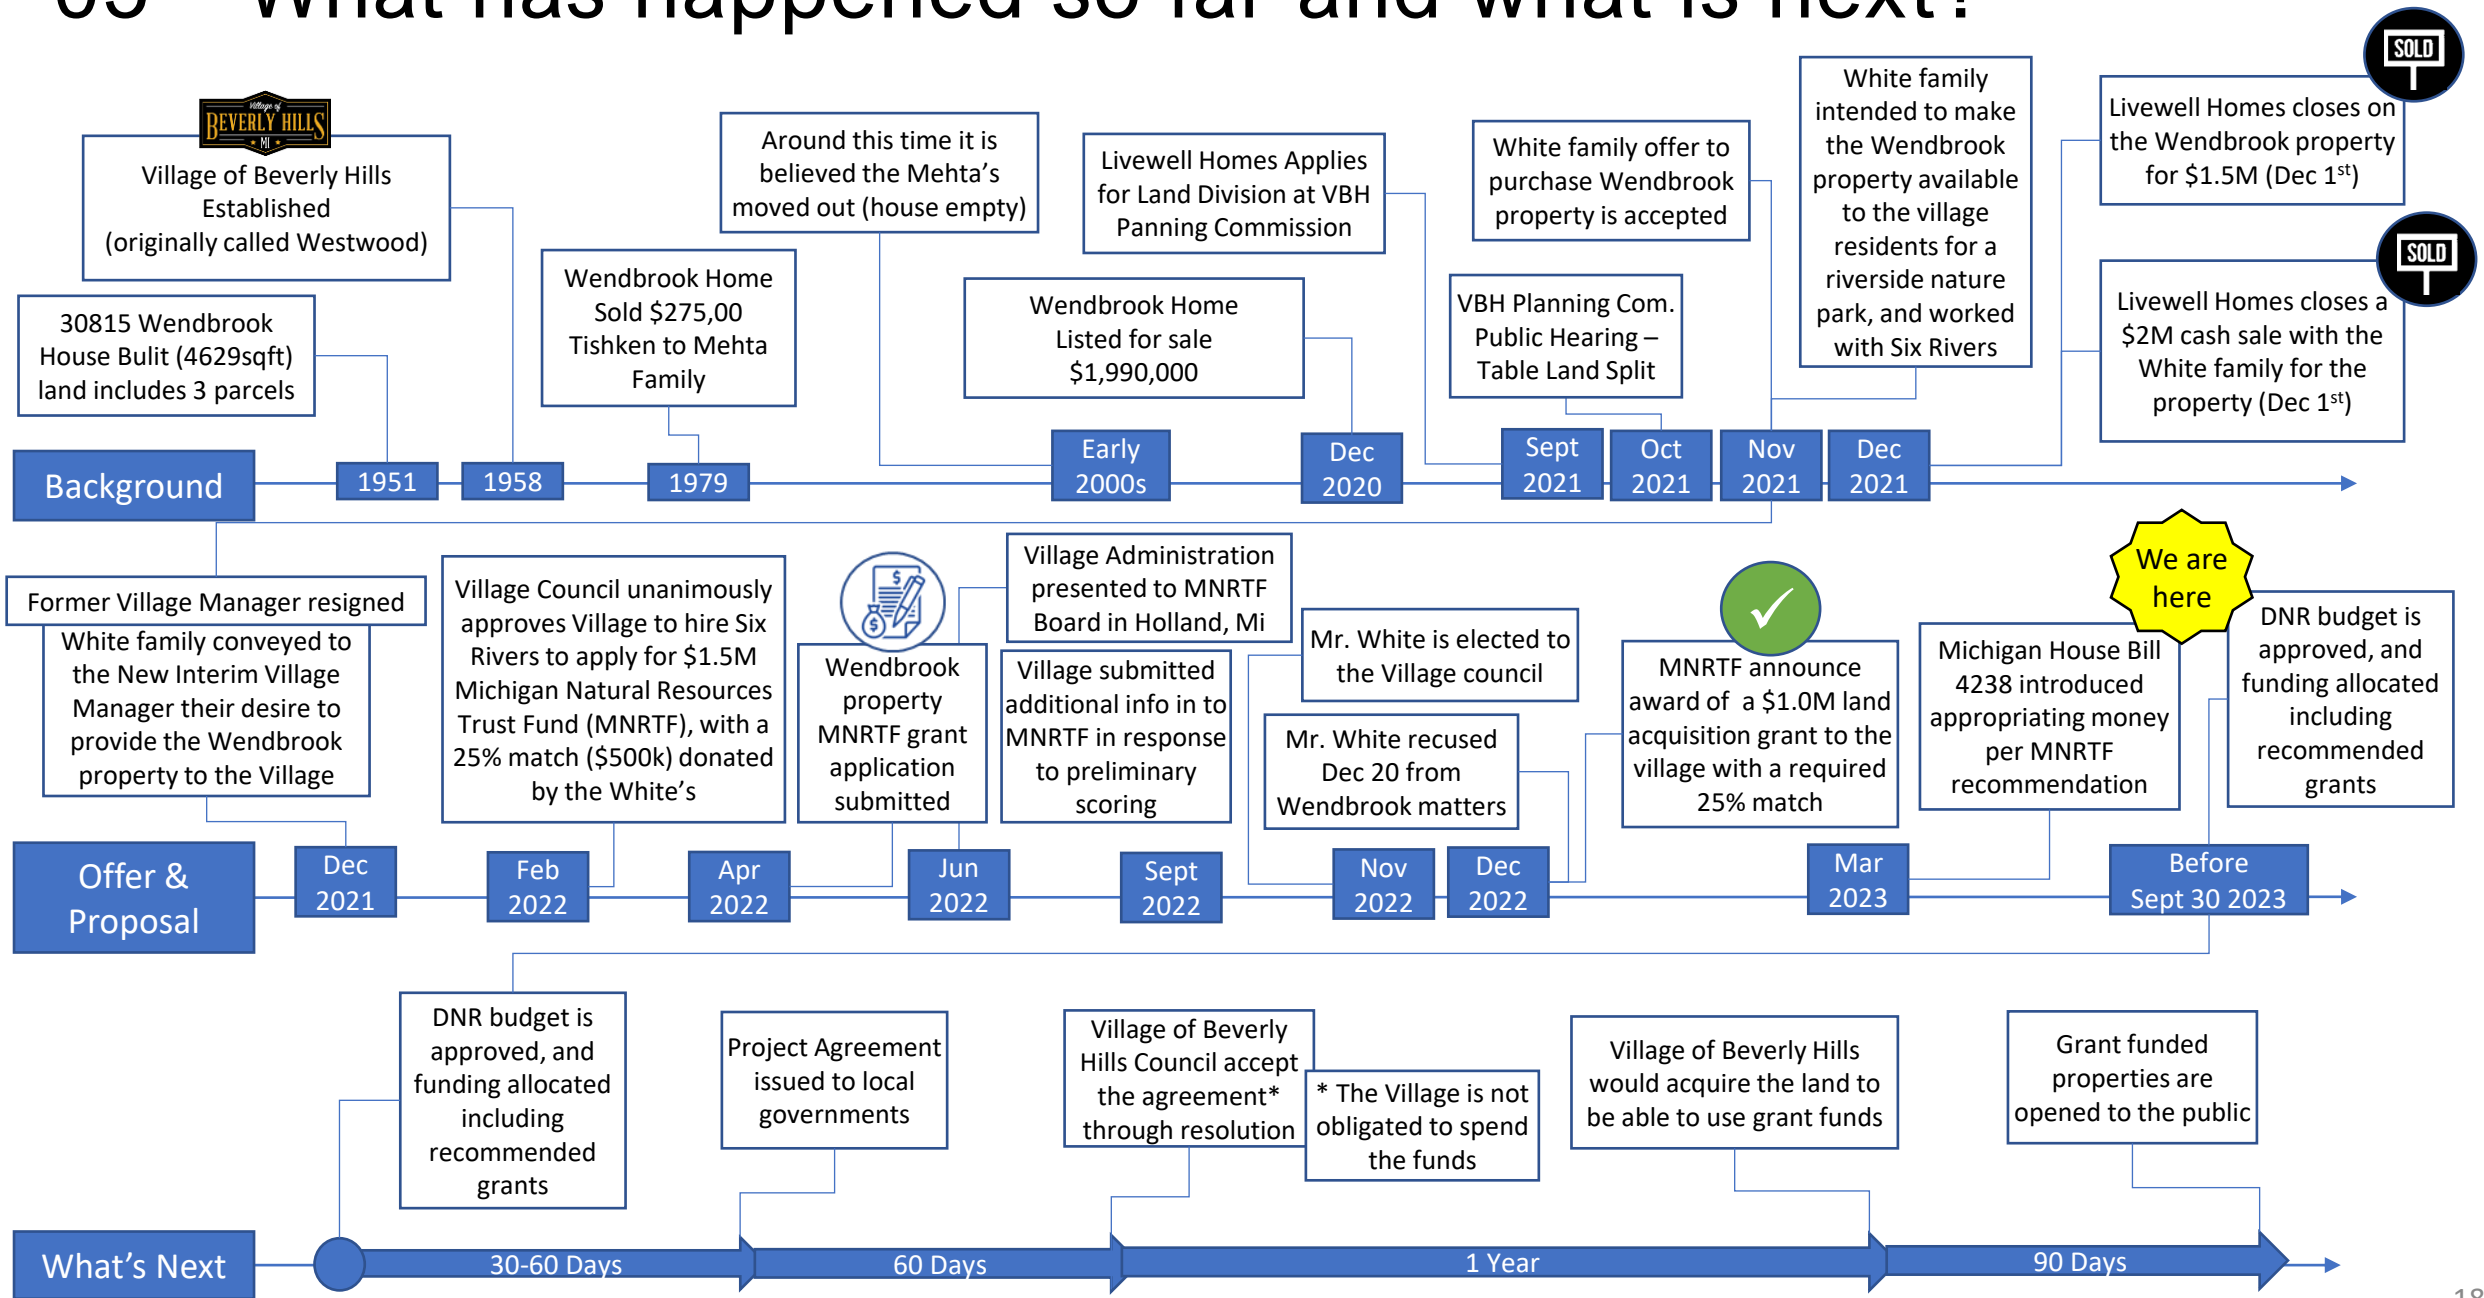 03 – What has happened so far and what is next?
SOLD
Village of
BEVERLY HILLS
MI
Village of Beverly Hills
Established
(originally called Westwood)
30815 Wendbrook
House Bulit (4629sqft)
land includes 3 parcels
Wendbrook Home
Sold $275,00
Tishken to Mehta
Family
Around this time it is
believed the Mehta’s
moved out (house empty)
Wendbrook Home
Listed for sale
$1,990,000
Livewell Homes Applies
for Land Division at VBH
Panning Commission
VBH Planning Com.
Public Hearing –
Table Land Split
White family offer to
purchase Wendbrook
property is accepted
White family
intended to make
the Wendbrook
property available
to the village
residents for a
riverside nature
park, and worked
with Six Rivers
Livewell Homes closes on
the Wendbrook property
for $1.5M (Dec 1st)
SOLD
Livewell Homes closes a
$2M cash sale with the
White family for the
property (Dec 1st)
Background
1951
1958
1979
Early
2000s
Dec
2020
Sept
2021
Oct
2021
Nov
2021
Dec
2021
Former Village Manager resigned
White family conveyed to
the New Interim Village
Manager their desire to
provide the Wendbrook
property to the Village
Village Council unanimously
approves Village to hire Six
Rivers to apply for $1.5M
Michigan Natural Resources
Trust Fund (MNRTF), with a
25% match ($500k) donated
by the White’s
Wendbrook
property
MNRTF grant
application
submitted
Village Administration
presented to MNRTF
Board in Holland, Mi
Village submitted
additional info in to
MNRTF in response
to preliminary
scoring
Mr. White is elected to
the Village council
Mr. White recused
Dec 20 from
Wendbrook matters
MNRTF announce
award of  a $1.0M land
acquisition grant to the
village with a required
25% match
Michigan House Bill
4238 introduced
appropriating money
per MNRTF
recommendation
We are
here
DNR budget is
approved, and
funding allocated
including
recommended
grants
Offer &
Proposal
Dec
2021
Feb
2022
Apr
2022
Jun
2022
Sept
2022
Nov
2022
Dec
2022
Mar
2023
Before
Sept 30 2023
DNR budget is
approved, and
funding allocated
including
recommended
grants
Project Agreement
issued to local
governments
Village of Beverly
Hills Council accept
the agreement*
through resolution
* The Village is not
obligated to spend
the funds
Village of Beverly Hills
would acquire the land to
be able to use grant funds
Grant funded
properties are
opened to the public
What’s Next
30-60 Days
60 Days
1 Year
90 Days
18